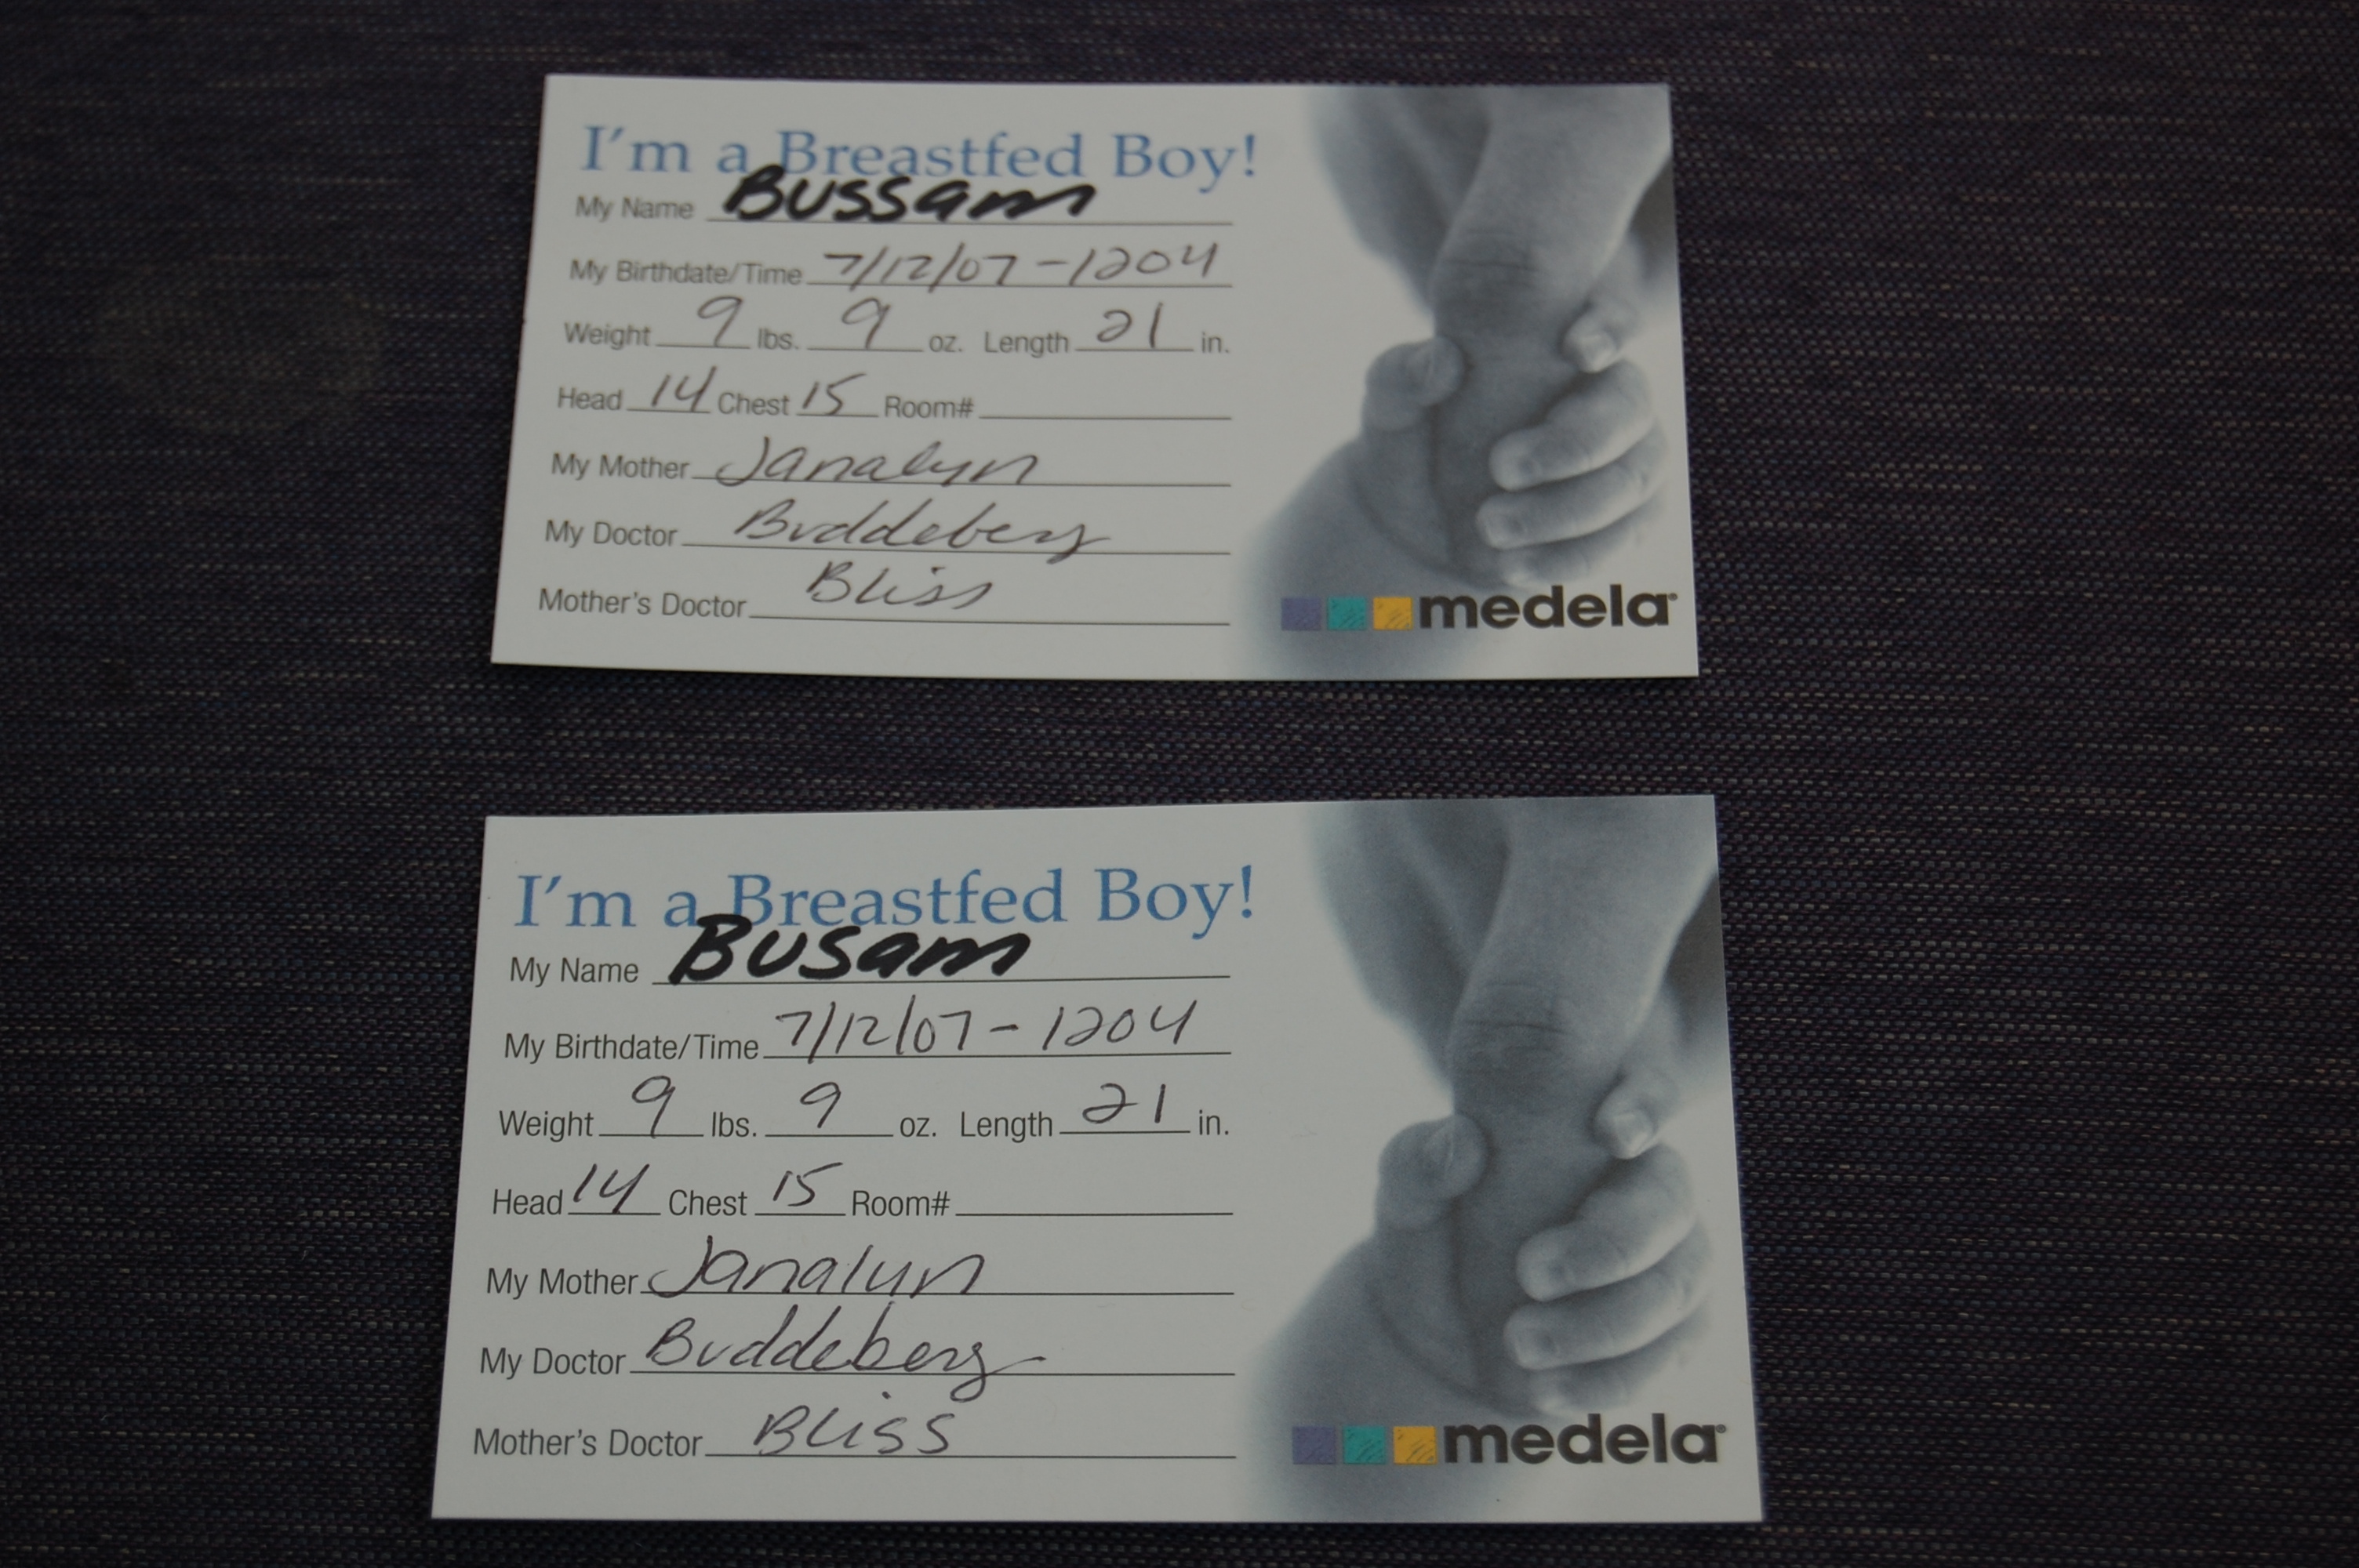 I'm a Breastfed Boy!
My Name BUSSam
My Birthdate/Time 7/12/07 - 1204
Weight 9 lbs. 9 oz. Length 21 in.
Head 14 Chest 15 Room#
My Mother Janalyn
My Doctor Buddeberg
Mother's Doctor Bliss
medela
I'm a Breastfed Boy!
My Name BUSam
My Birthdate/Time 7/12/07 - 1204
Weight 9 lbs. 9 oz. Length 21 in.
Head 14 Chest 15 Room#
My Mother Janalyn
My Doctor Buddeberg
Mother's Doctor Bliss
medela